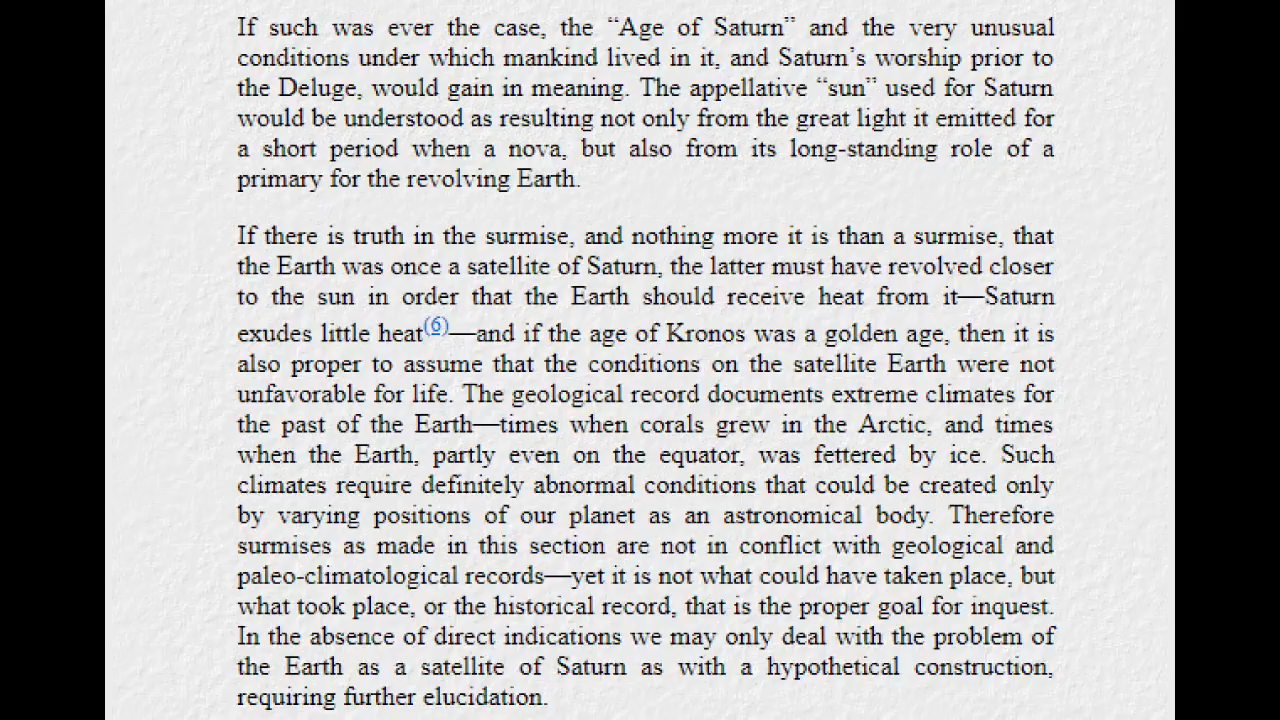 If such was ever the case, the “Age of Saturn” and the very unusual
conditions under which mankind lived in it, and Saturn’s worship prior to
the Deluge, would gain in meaning. The appellative “sun” used for Saturn
would be understood as resulting not only from the great light it emitted for
a short period when a nova, but also from its long-standing role of a
primary for the revolving Earth.
If there is truth in the surmise, and nothing more it is than a surmise, that
the Earth was once a satellite of Saturn, the latter must have revolved closer
to the sun in order that the Earth should receive heat from it—Saturn
exudes little heat(6)—and if the age of Kronos was a golden age, then it is
also proper to assume that the conditions on the satellite Earth were not
unfavorable for life. The geological record documents extreme climates for
the past of the Earth—times when corals grew in the Arctic, and times
when the Earth, partly even on the equator, was fettered by ice. Such
climates require definitely abnormal conditions that could be created only
by varying positions of our planet as an astronomical body. Therefore
surmises as made in this section are not in conflict with geological and
paleo-climatological records—yet it is not what could have taken place, but
what took place, or the historical record, that is the proper goal for inquest.
In the absence of direct indications we may only deal with the problem of
the Earth as a satellite of Saturn as with a hypothetical construction,
requiring further elucidation.